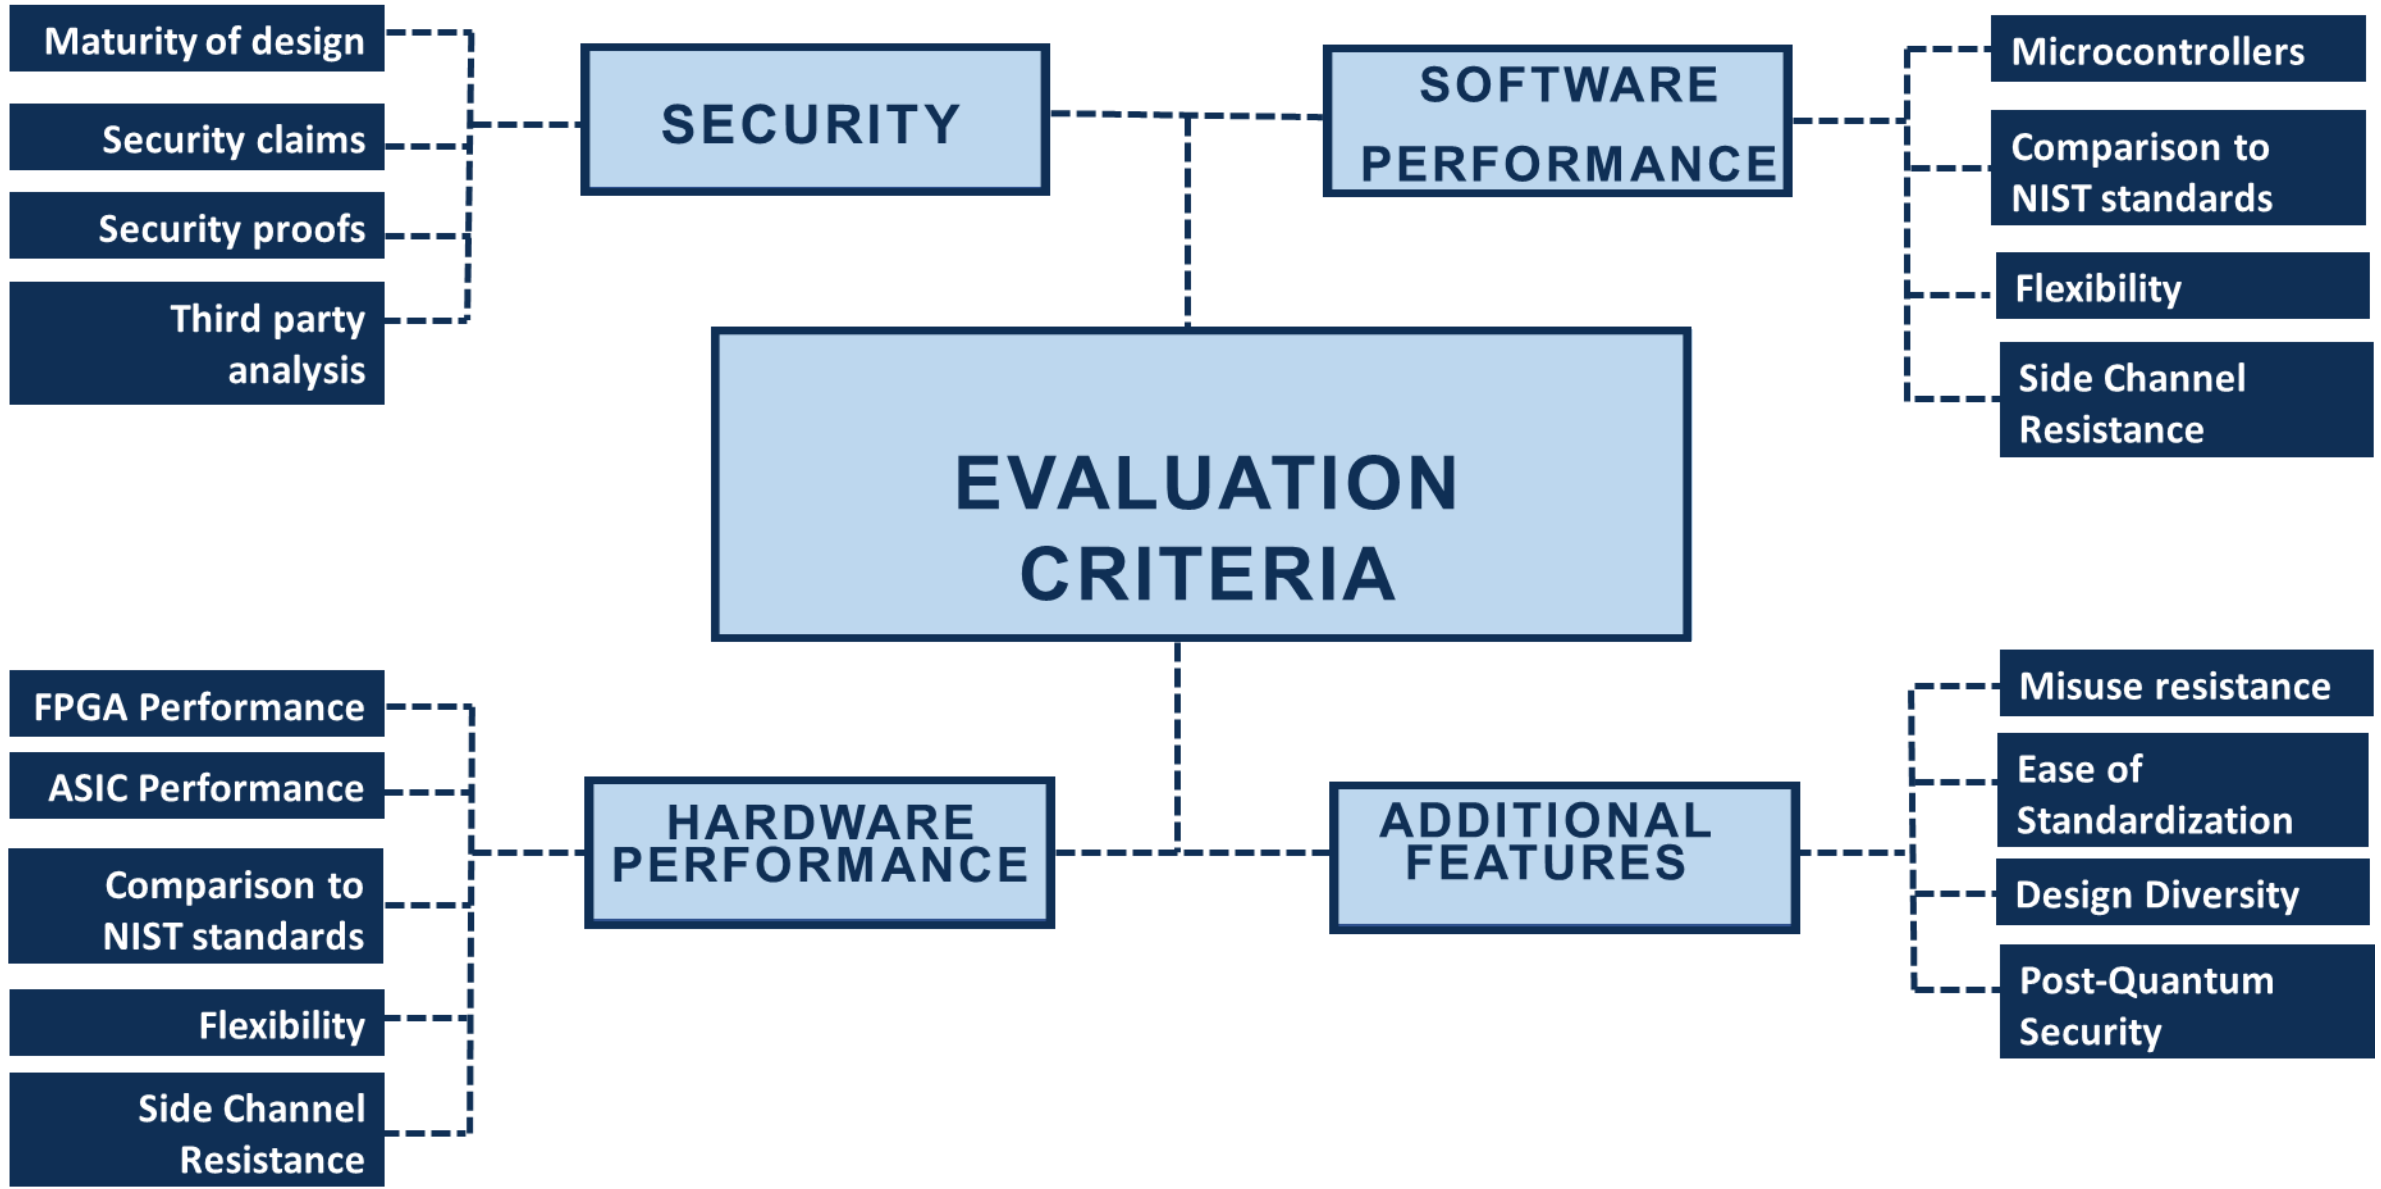 Maturity of design
Security claims
Security proofs
Third party
analysis
SECURITY
SOFTWARE
PERFORMANCE
Microcontrollers
Comparison to
NIST standards
Flexibility
Side Channel
Resistance
EVALUATION
CRITERIA
FPGA Performance
ASIC Performance
Comparison to
NIST standards
Flexibility
Side Channel
Resistance
HARDWARE
PERFORMANCE
ADDITIONAL
FEATURES
Misuse resistance
Ease of
Standardization
Design Diversity
Post-Quantum
Security